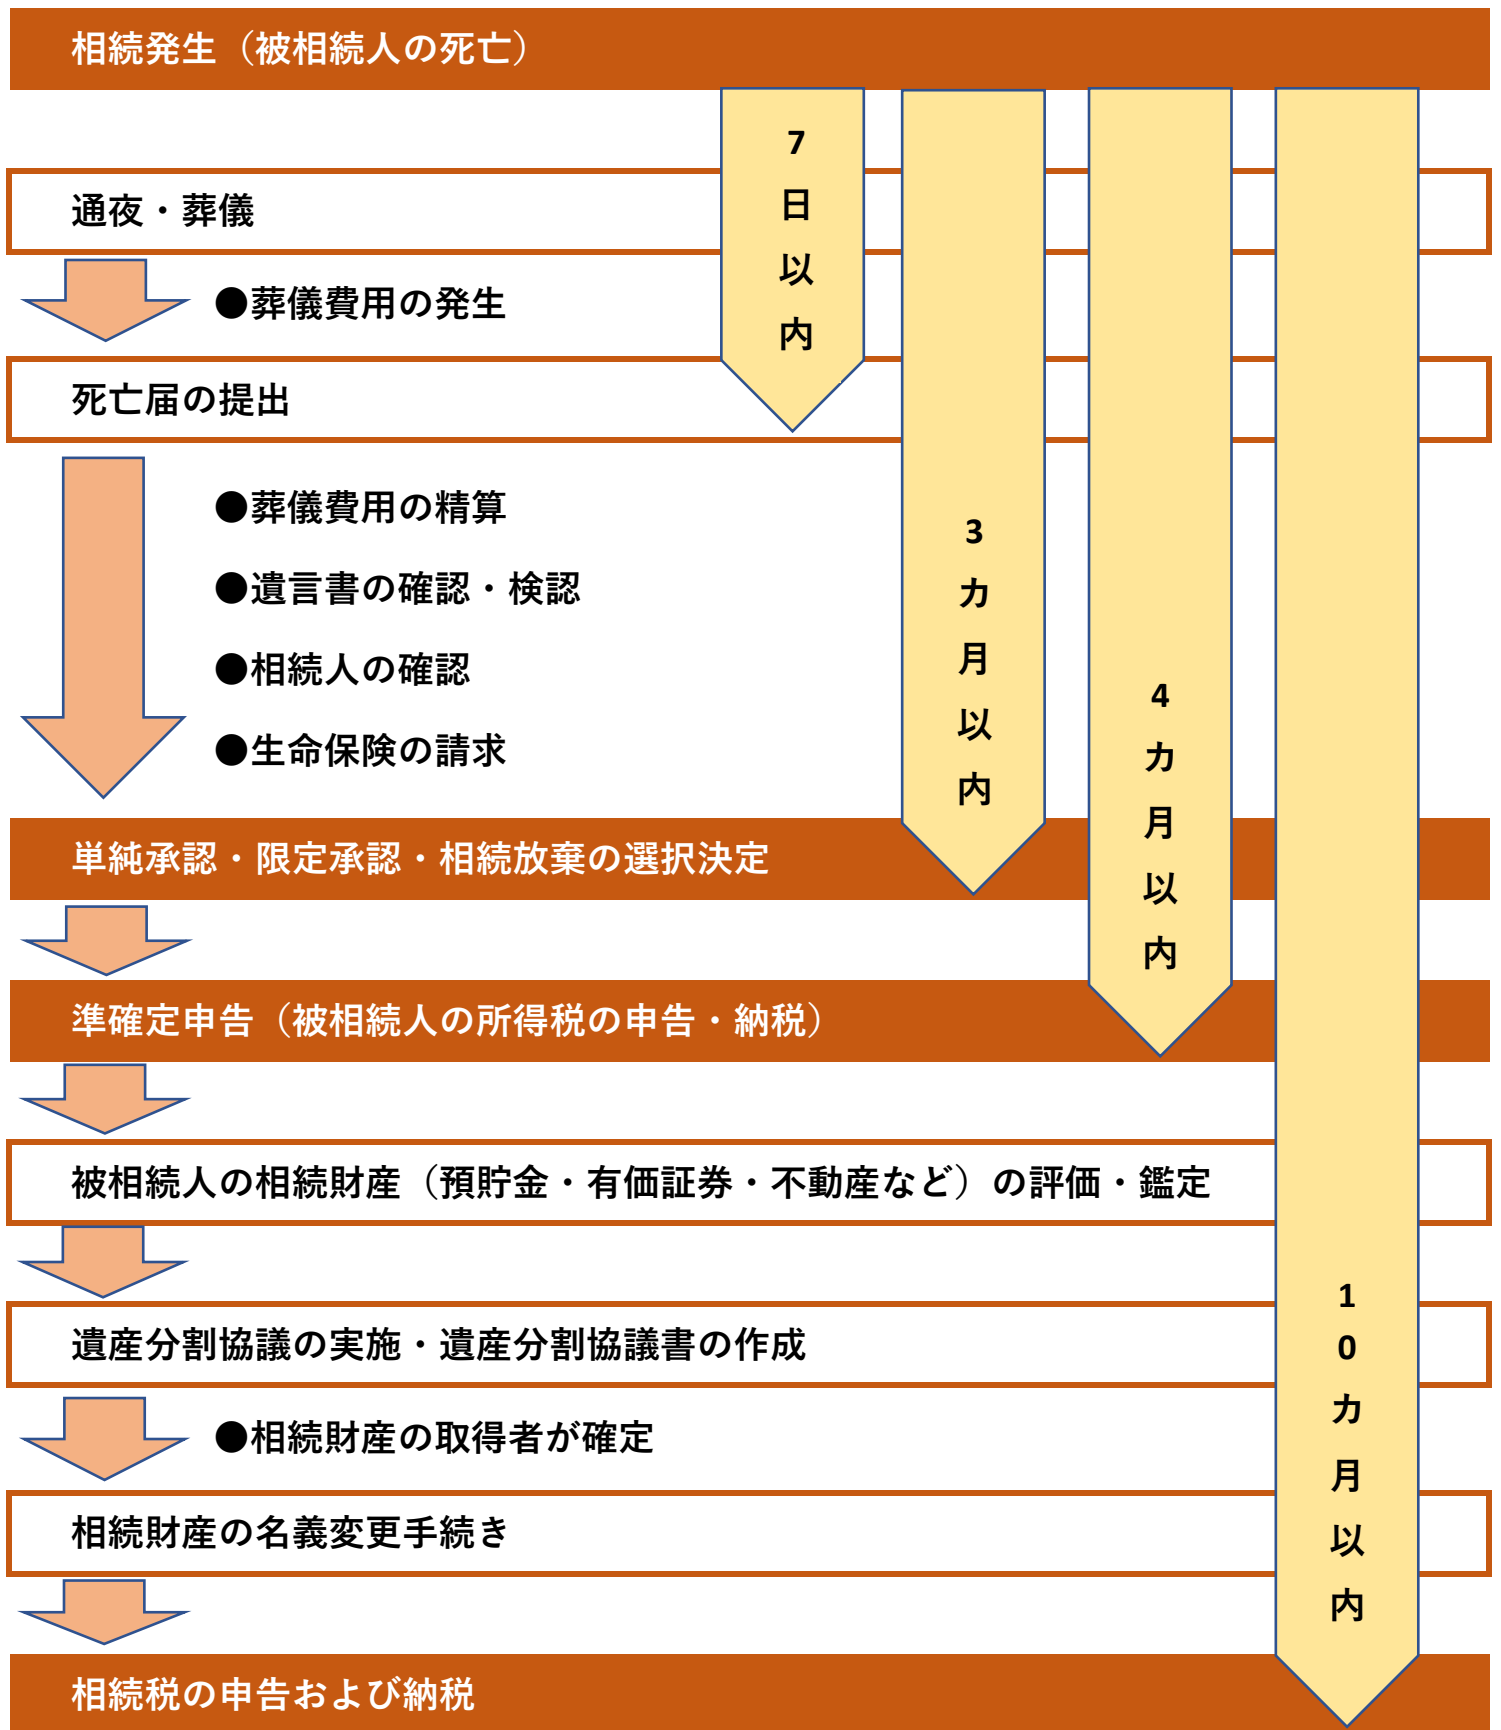 相続発生（被相続人の死亡）
7日以内
通夜・葬儀
●葬儀費用の発生
死亡届の提出
●葬儀費用の精算
●遺言書の確認・検認
●相続人の確認
●生命保険の請求
3カ月以内
単純承認・限定承認・相続放棄の選択決定
4カ月以内
準確定申告（被相続人の所得税の申告・納税）
被相続人の相続財産（預貯金・有価証券・不動産など）の評価・鑑定
遺産分割協議の実施・遺産分割協議書の作成
●相続財産の取得者が確定
相続財産の名義変更手続き
10カ月以内
相続税の申告および納税